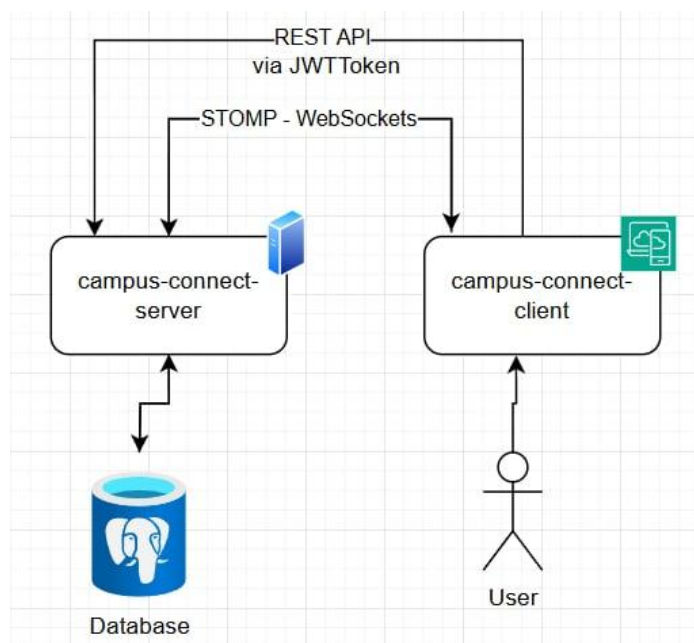 REST API
via JWTToken
STOMP - WebSockets
campus-connect-
server
campus-connect-
client
Database
User